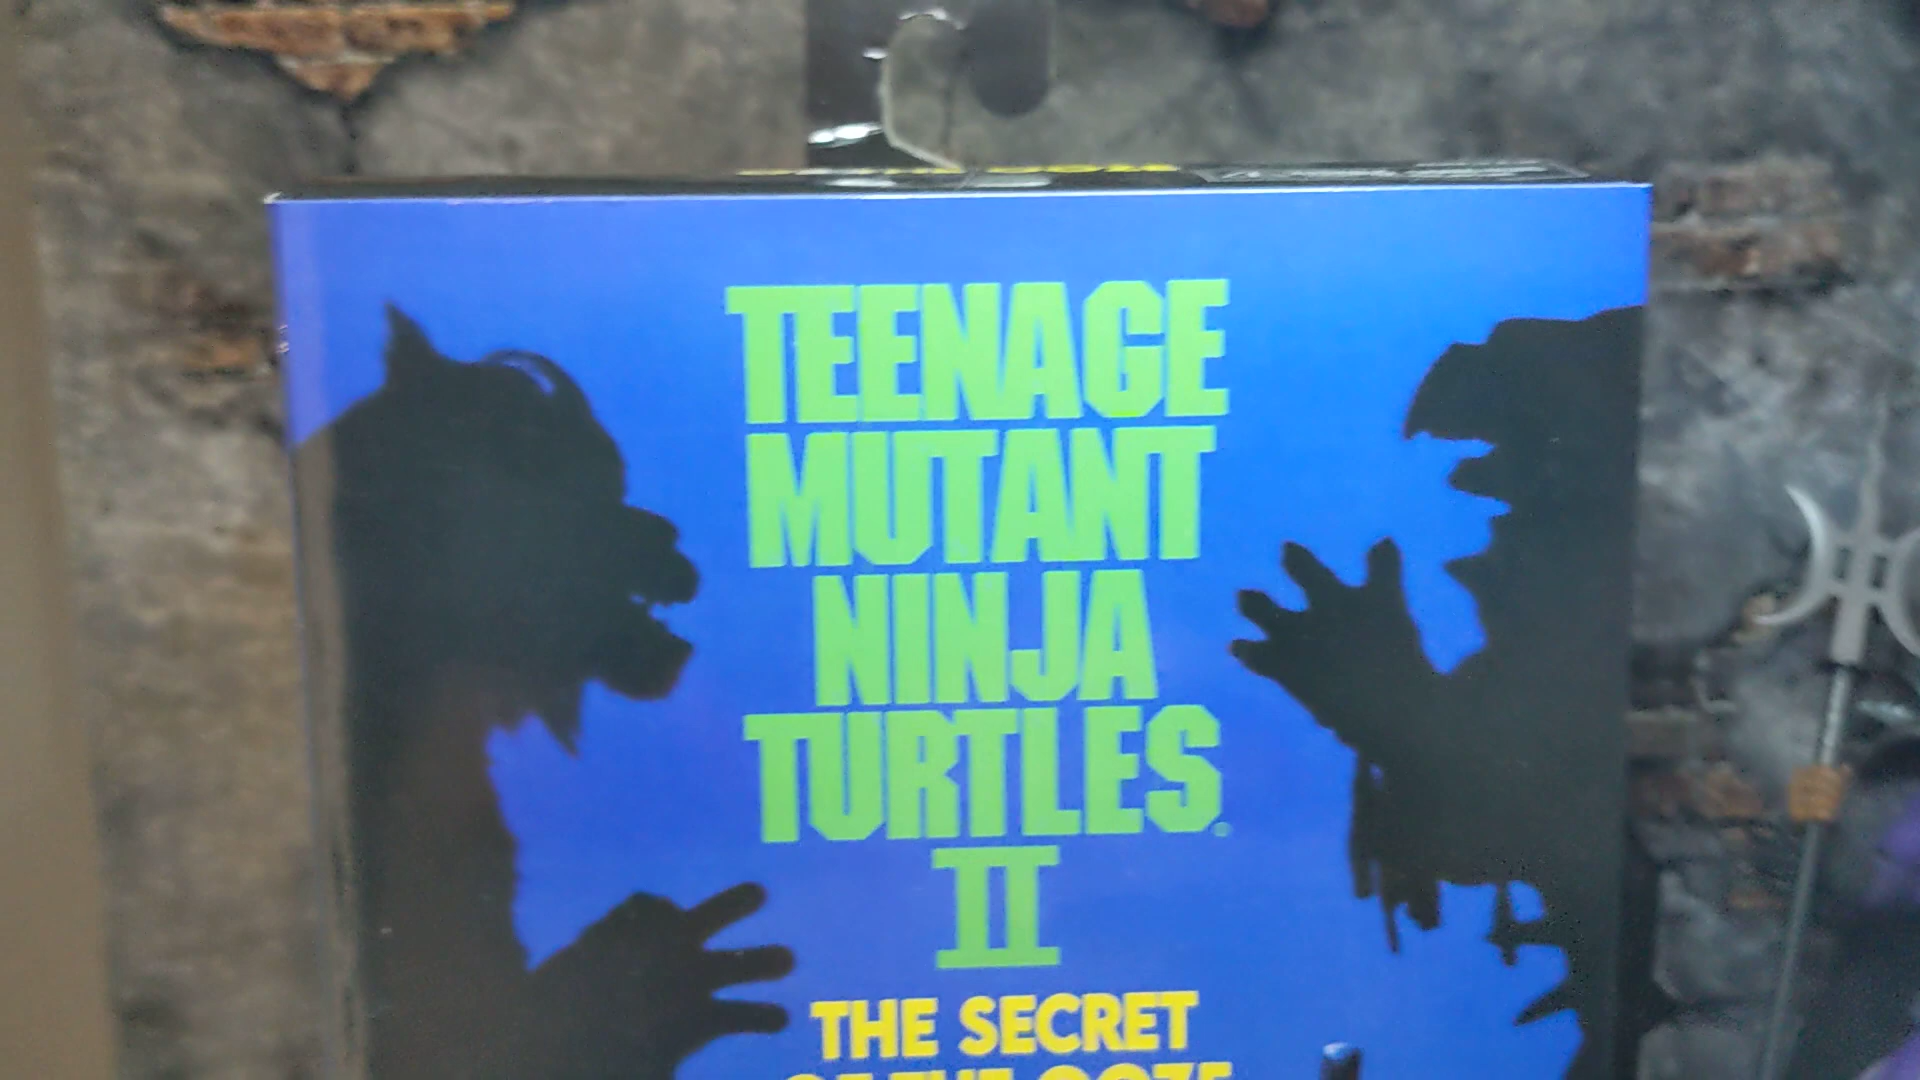 TEENAGE
MUTANT
NINJA
TURTLES
II
THE SECRET
OF THE OOZE